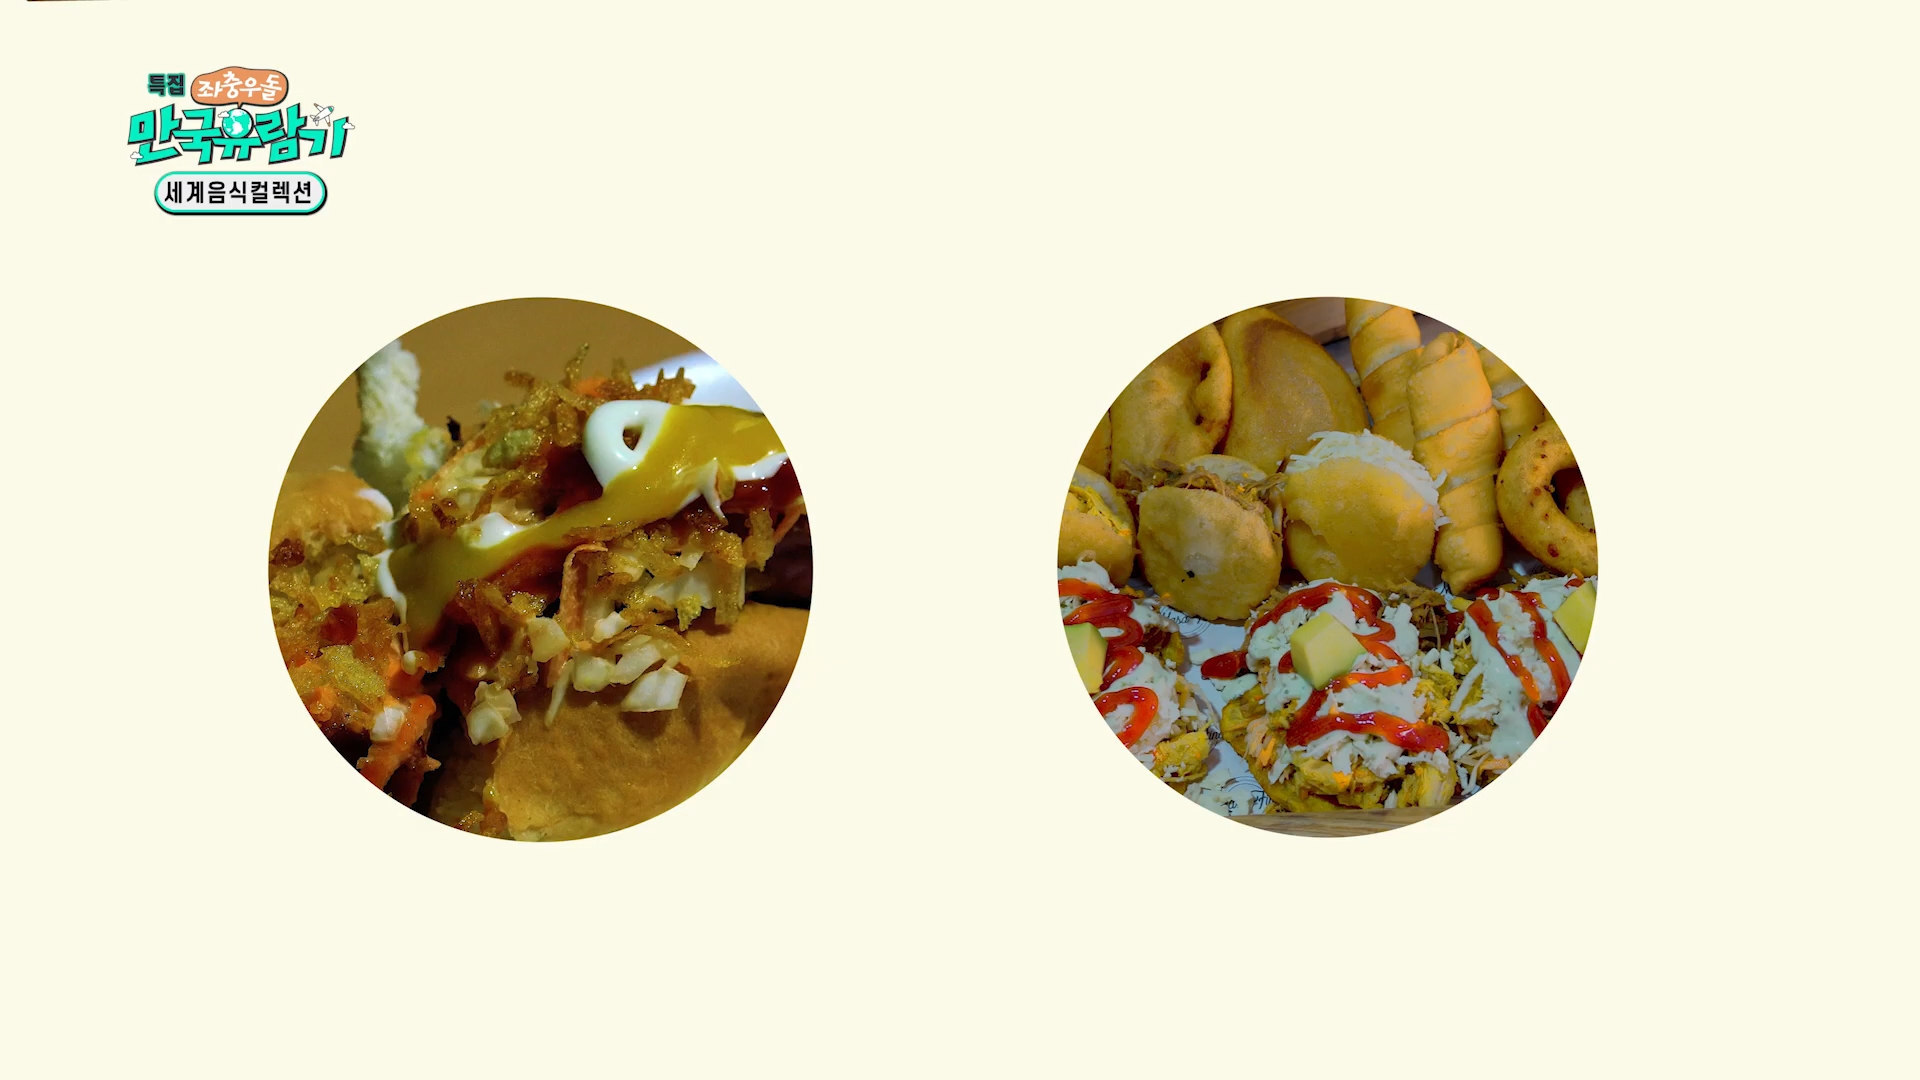 특집 좌충우돌
만국유람기
세계음식컬렉션